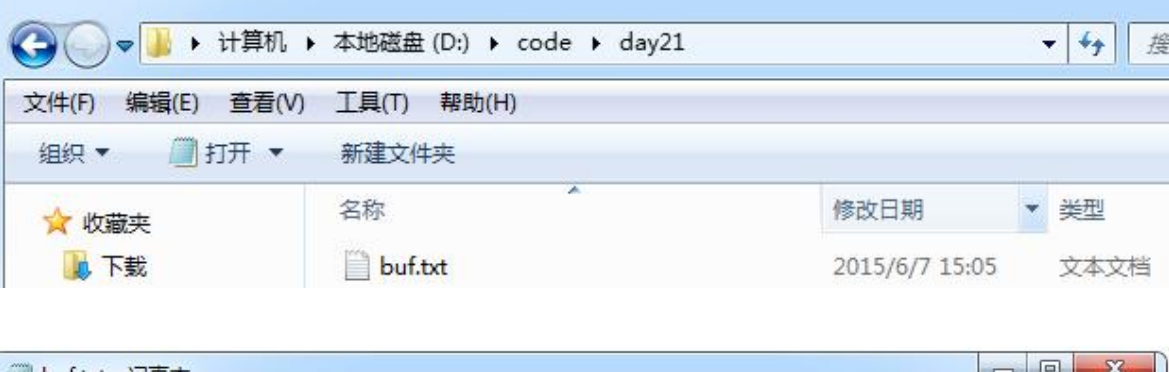 计算机 本地磁盘 (D:) code day21 搜
文件(F) 编辑(E) 查看(V) 工具(T) 帮助(H)
组织 打开 新建文件夹
名称 修改日期 类型
收藏夹
下载 buf.txt 2015/6/7 15:05 文本文档